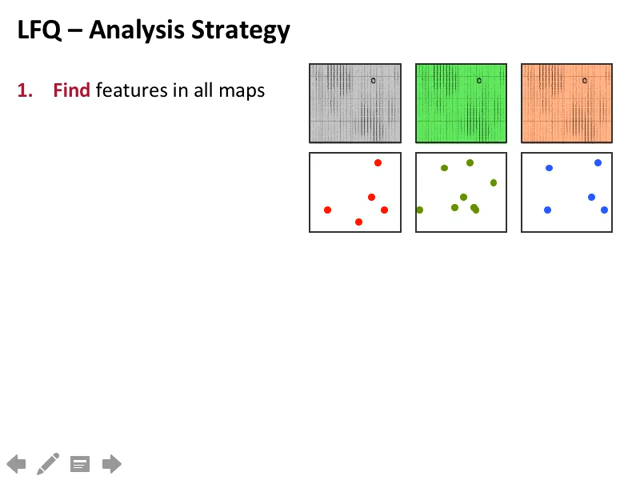 LFQ – Analysis Strategy
1. Find features in all maps